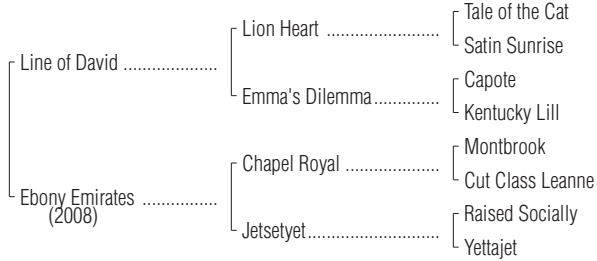 Tale of the Cat
Lion Heart ......................
Satin Sunrise
Line of David ...................
Capote
Emma's Dilemma.............
Kentucky Lill
Montbrook
Chapel Royal ...................
Cut Class Leanne
Ebony Emirates ...............
(2008)
Raised Socially
Jetsetyet..........................
Yettajet